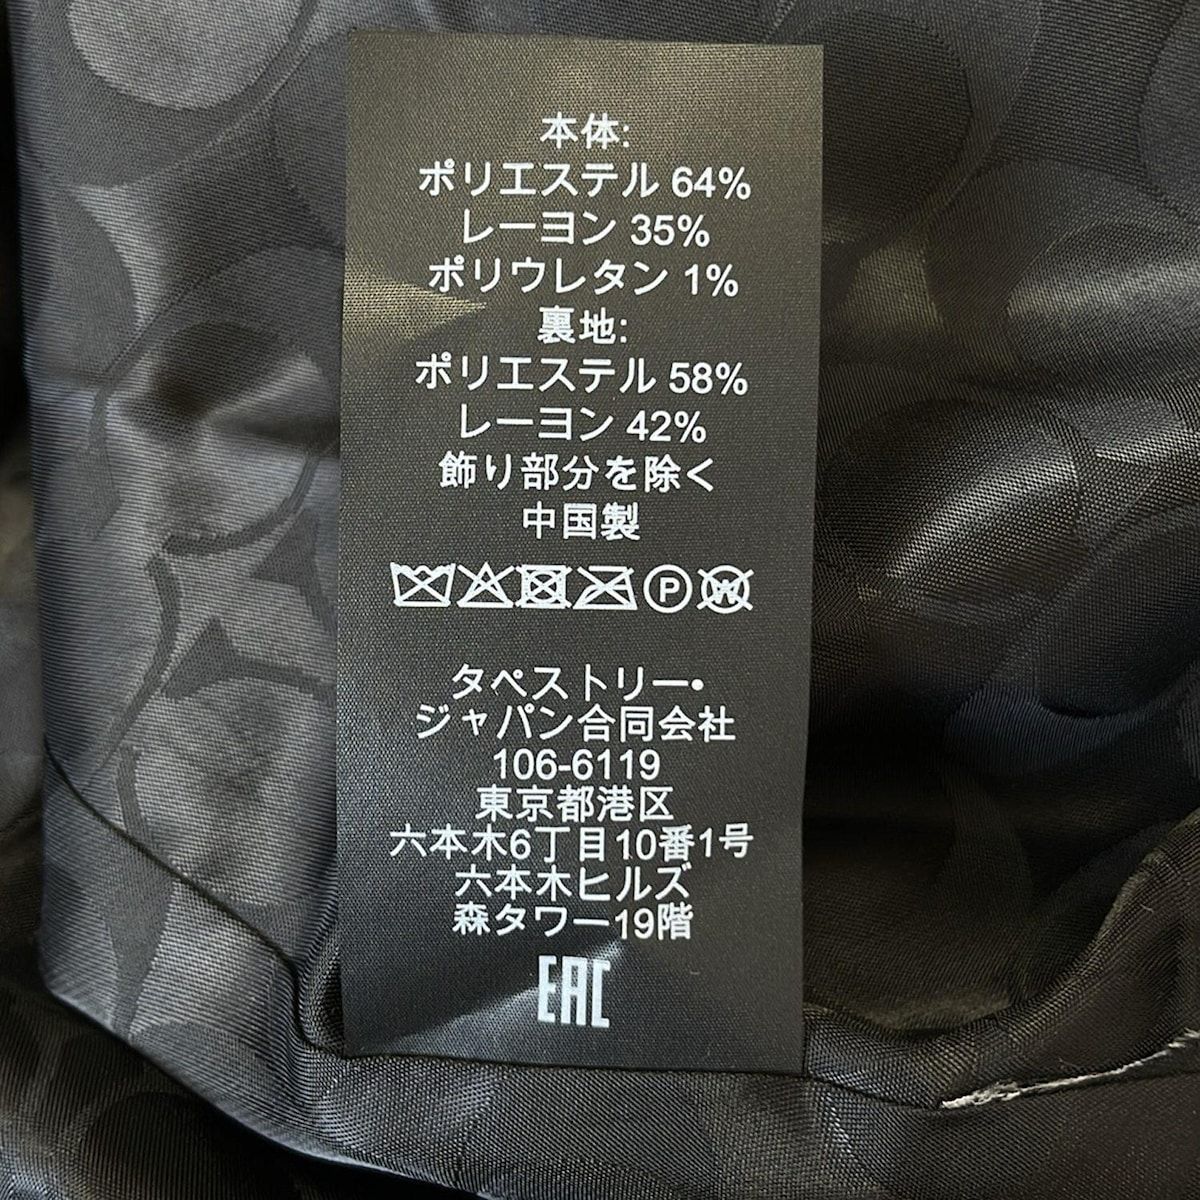 本体:
ポリエステル 64%
レーヨン 35%
ポリウレタン 1%
裏地:
ポリエステル 58%
レーヨン 42%
飾り部分を除く
中国製
P W
タペストリー•
ジャパン合同会社
106-6119
東京都港区
六本木6丁目10番1号
六本木ヒルズ
森タワー19階
EAC